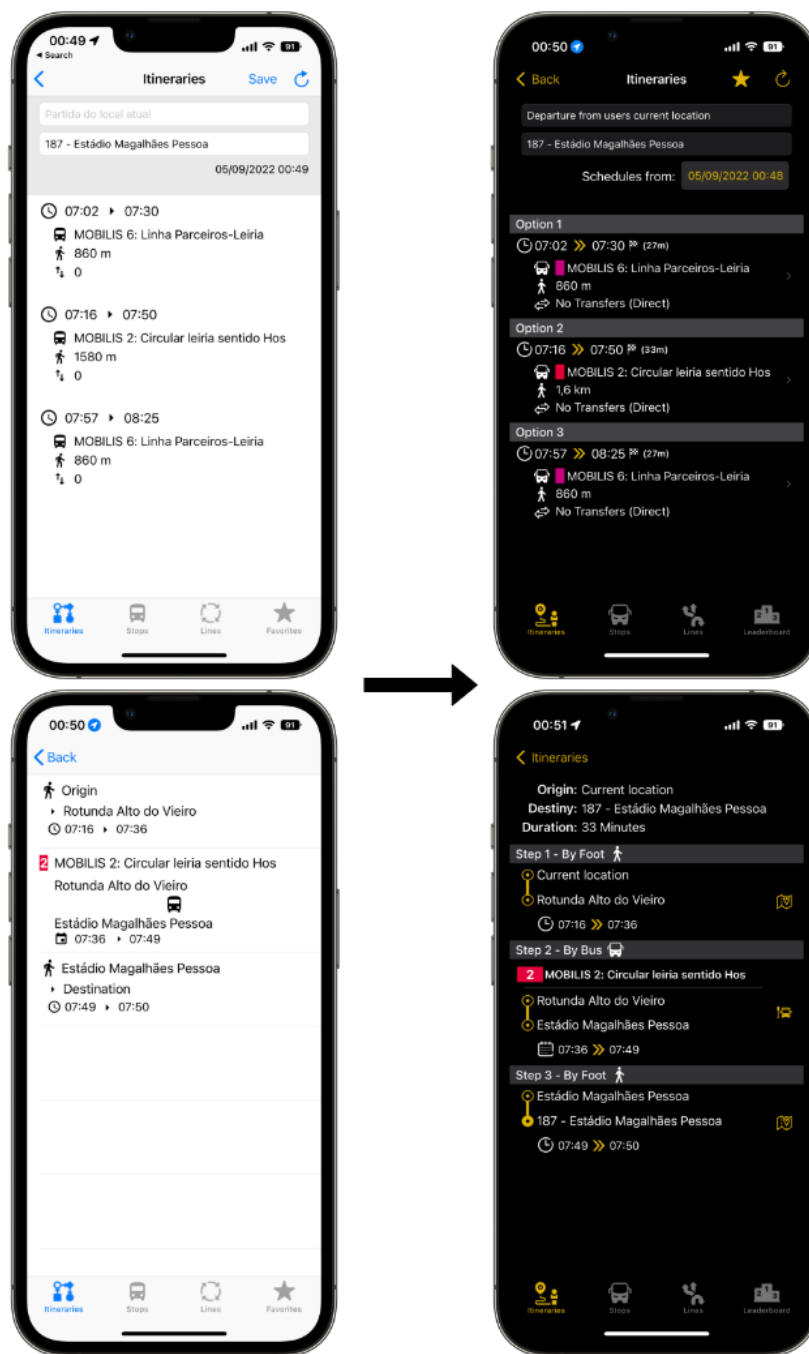 00:49
91
Search
Itineraries
Save
Partida do local atual
187 - Estádio Magalhães Pessoa
05/09/2022 00:49
07:02 ‣ 07:30
MOBILIS 6: Linha Parceiros-Leiria
860 m
0
07:16 ‣ 07:50
MOBILIS 2: Circular leiria sentido Hos
1580 m
0
07:57 ‣ 08:25
MOBILIS 6: Linha Parceiros-Leiria
860 m
0
Itineraries Stops Lines Favorites
00:50
91
Back Itineraries
Departure from users current location
187 - Estádio Magalhães Pessoa
Schedules from: 05/09/2022 00:48
Option 1
07:02 07:30 (27m)
MOBILIS 6: Linha Parceiros-Leiria
860 m
No Transfers (Direct)
Option 2
07:16 07:50 (33m)
MOBILIS 2: Circular leiria sentido Hos
1,6 km
No Transfers (Direct)
Option 3
07:57 08:25 (27m)
MOBILIS 6: Linha Parceiros-Leiria
860 m
No Transfers (Direct)
Itineraries Stops Lines Leaderboard
00:50
91
Back
Origin
‣ Rotunda Alto do Vieiro
07:16 ‣ 07:36
2 MOBILIS 2: Circular leiria sentido Hos
Rotunda Alto do Vieiro
Estádio Magalhães Pessoa
07:36 ‣ 07:49
Estádio Magalhães Pessoa
‣ Destination
07:49 ‣ 07:50
Itineraries Stops Lines Favorites
00:51
91
Itineraries
Origin: Current location
Destiny: 187 - Estádio Magalhães Pessoa
Duration: 33 Minutes
Step 1 - By Foot
Current location
Rotunda Alto do Vieiro
07:16 07:36
Step 2 - By Bus
2 MOBILIS 2: Circular leiria sentido Hos
Rotunda Alto do Vieiro
Estádio Magalhães Pessoa
07:36 07:49
Step 3 - By Foot
Estádio Magalhães Pessoa
187 - Estádio Magalhães Pessoa
07:49 07:50
Itineraries Stops Lines Leaderboard